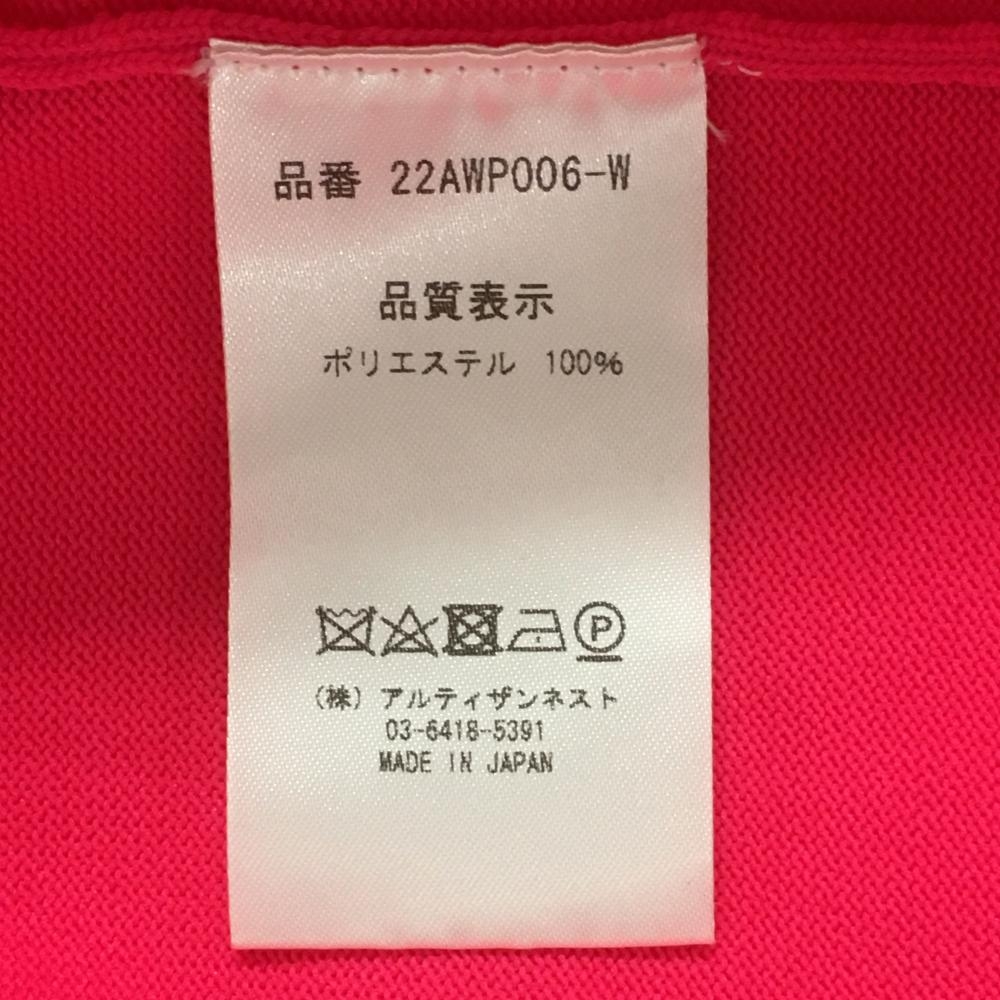 品番 22AWP006-W
品質表示
ポリエステル 100%
P
(株) アルティザンネスト
03-6418-5391
MADE IN JAPAN